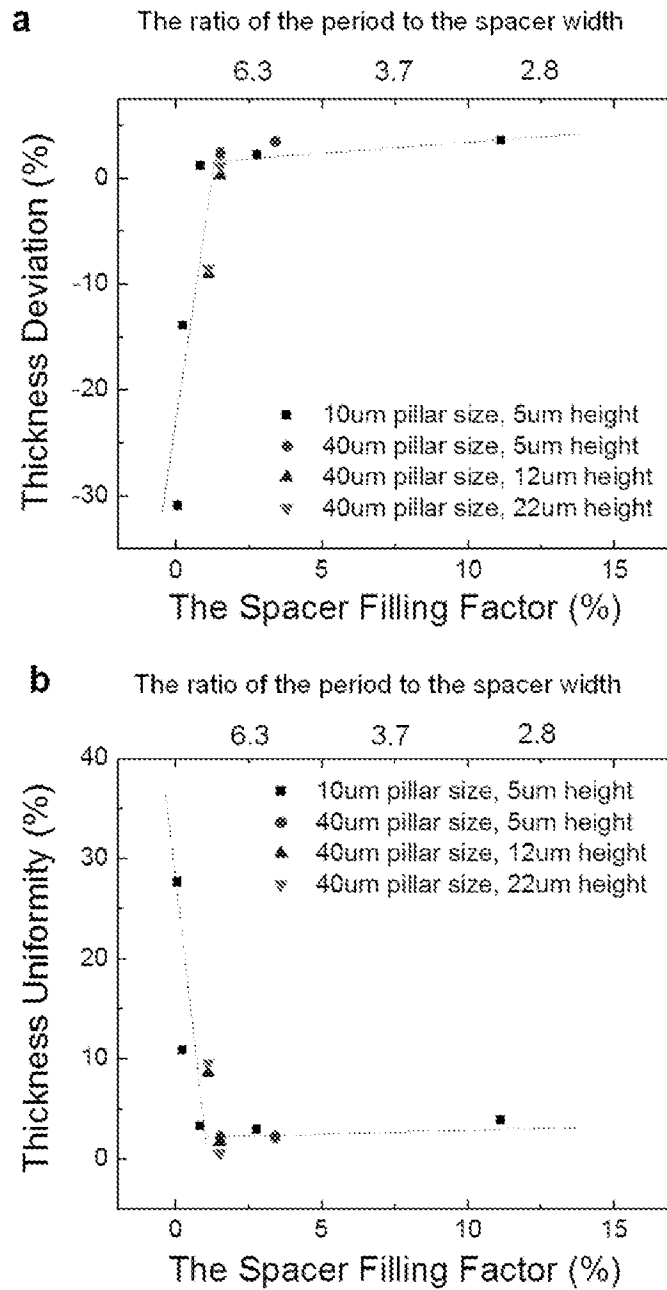 a
The ratio of the period to the spacer width
6.3 3.7 2.8
Thickness Deviation (%)
0
-10
-20
-30
10um pillar size, 5um height
40um pillar size, 5um height
40um pillar size, 12um height
40um pillar size, 22um height
0 5 10 15
The Spacer Filling Factor (%)
b
The ratio of the period to the spacer width
6.3 3.7 2.8
Thickness Uniformity (%)
40
30
20
10
0
10um pillar size, 5um height
40um pillar size, 5um height
40um pillar size, 12um height
40um pillar size, 22um height
0 5 10 15
The Spacer Filling Factor (%)